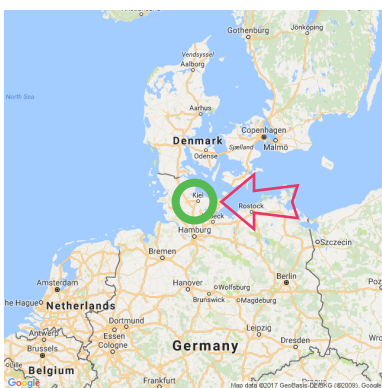 Gothenburg
Jönköping
Vendsyssel
Aalborg
North Sea
Aarhus
Denmark
Copenhagen
Sjælland
Malmö
Odense
Kiel
Rostock
Hamburg
Szczecin
Bremen
Amsterdam
Hanover
Wolfsburg
Berlin
The Hague
Netherlands
Brunswick
Magdeburg
Antwerp
Dortmund
Essen
Leipzig
Brussels
Cologne
Germany
Dresden
Belgium
Frankfurt
Google
Map data ©2017 GeoBasis-DE/BKG (©2009), Google